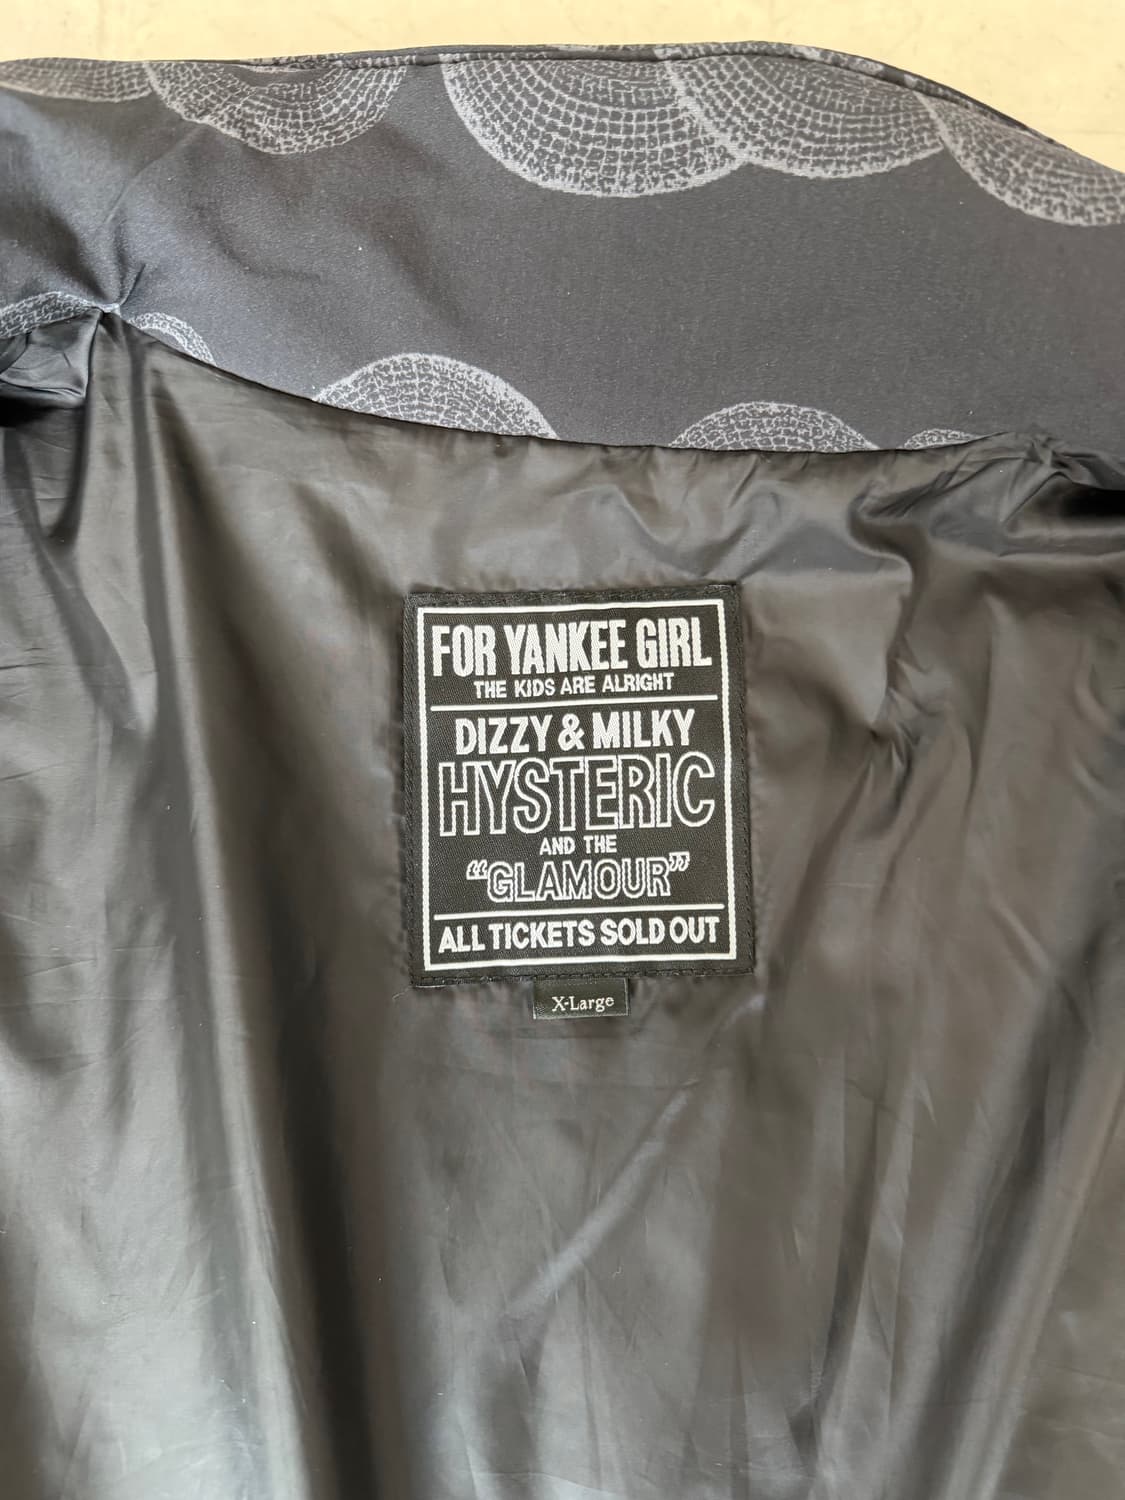 FOR YANKEE GIRL
THE KIDS ARE ALRIGHT
DIZZY & MILKY
HYSTERIC
AND THE
“GLAMOUR”
ALL TICKETS SOLD OUT
X-Large